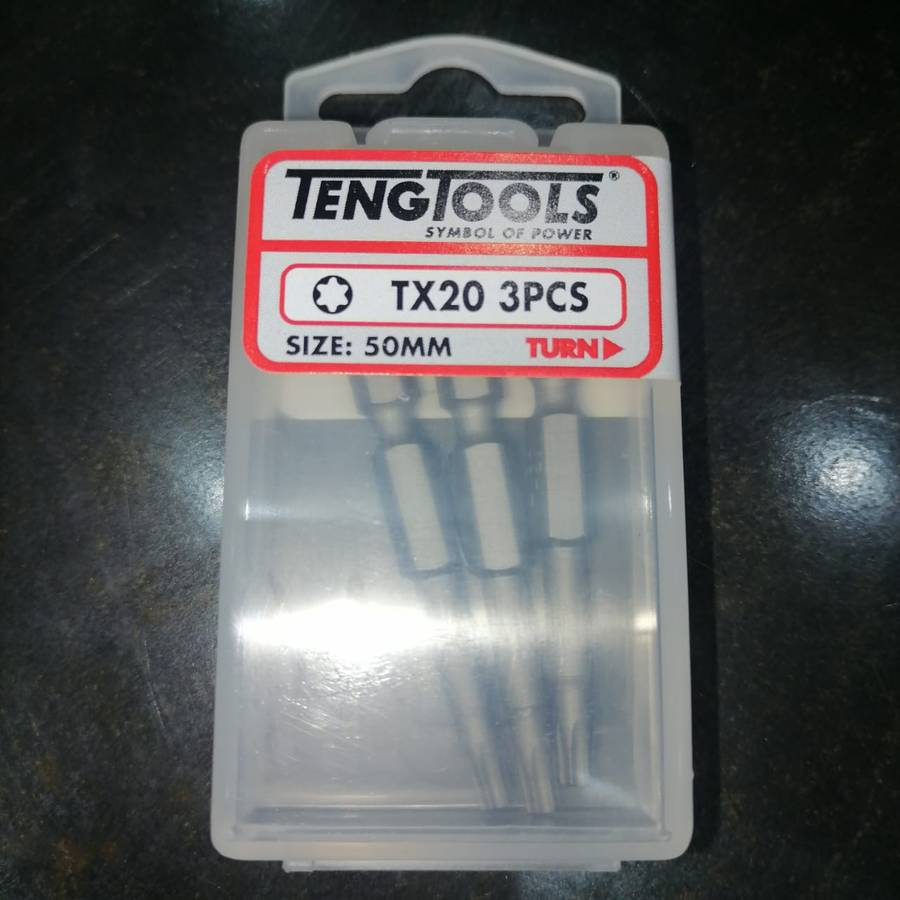 TENGTOOLS®
SYMBOL OF POWER
TX20 3PCS
SIZE: 50MM TURN